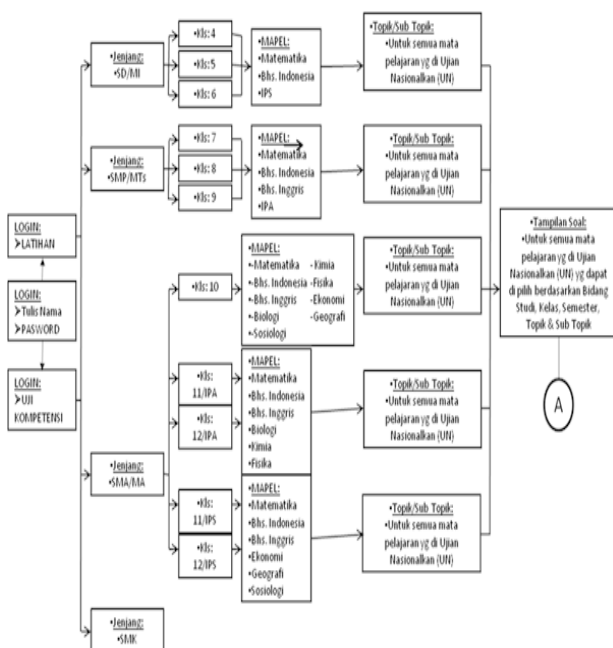 LOGIN:
➢LATIHAN
LOGIN:
➢Tulis Nama
➢PASWORD
LOGIN:
➢UJI
KOMPETENSI
•Jenjang:
•SD/MI
•Kls: 4
•Kls: 5
•Kls: 6
•MAPEL:
•Matematika
•Bhs. Indonesia
•IPS
•Topik/Sub Topik:
•Untuk semua mata
pelajaran yg di Ujian
Nasionalkan (UN)
•Jenjang:
•SMP/MTs
•Kls: 7
•Kls: 8
•Kls: 9
•MAPEL:
•Matematika
•Bhs. Indonesia
•Bhs. Inggris
•IPA
•Topik/Sub Topik:
•Untuk semua mata
pelajaran yg di Ujian
Nasionalkan (UN)
•Jenjang:
•SMA/MA
•Kls: 10
•MAPEL:
•-Matematika - Kimia
•-Bhs. Indonesia -Fisika
•-Bhs. Inggris -Ekonomi
•-Biologi -Geografi
•-Sosiologi
•Topik/Sub Topik:
•Untuk semua mata
pelajaran yg di Ujian
Nasionalkan (UN)
•Kls:
11/IPA
•Kls:
12/IPA
•MAPEL:
•Matematika
•Bhs. Indonesia
•Bhs. Inggris
•Biologi
•Kimia
•Fisika
•Topik/Sub Topik:
•Untuk semua mata
pelajaran yg di Ujian
Nasionalkan (UN)
•Kls:
11/IPS
•Kls:
12/IPS
•MAPEL:
•Matematika
•Bhs. Indonesia
•Bhs. Inggris
•Ekonomi
•Geografi
•Sosiologi
•Topik/Sub Topik:
•Untuk semua mata
pelajaran yg di Ujian
Nasionalkan (UN)
•Jenjang:
•SMK
•Tampilan Soal:
•Untuk semua mata
pelajaran yg di Ujian
Nasionalkan (UN) yg dapat
di pilih berdasarkan Bidang
Studi, Kelas, Semester,
Topik & Sub Topik
A